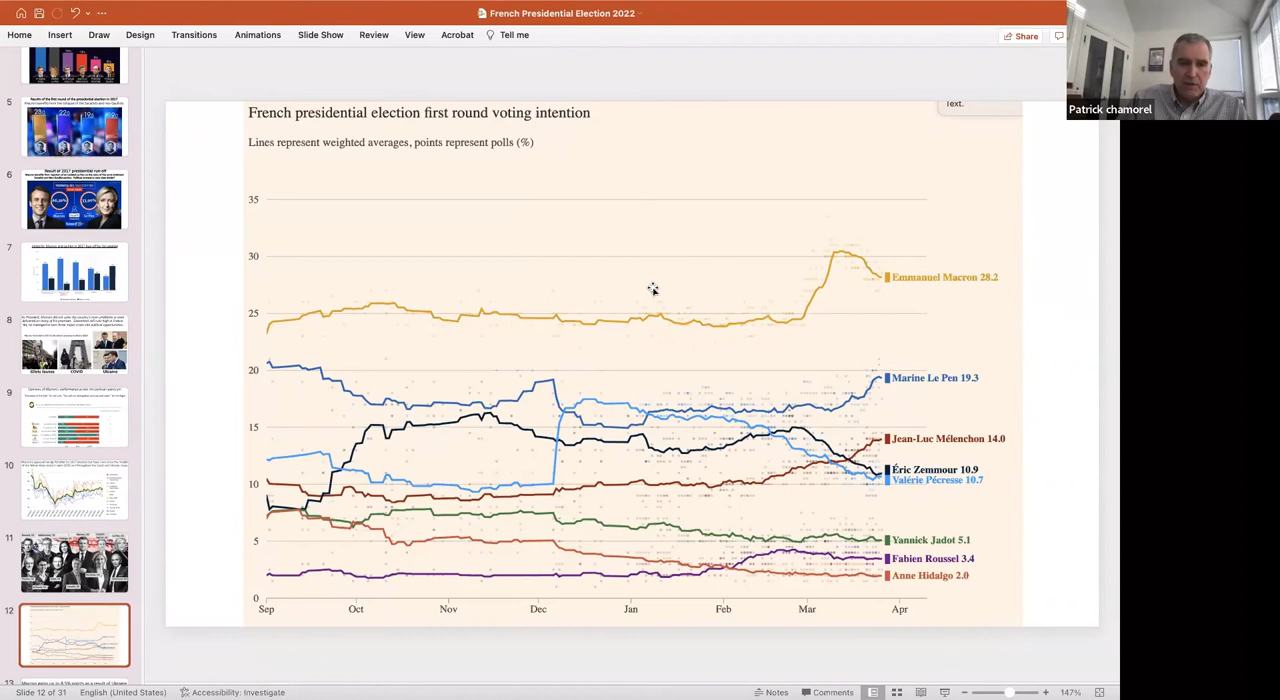 French Presidential Election 2022
Home Insert Draw Design Transitions Animations Slide Show Review View Acrobat Tell me
Share
Patrick chamorel
5
6
7
8
9
10
11
12
13
Text.
French presidential election first round voting intention
Lines represent weighted averages, points represent polls (%)
35
30
Emmanuel Macron 28.2
25
20
Marine Le Pen 19.3
15
Jean-Luc Mélenchon 14.0
Éric Zemmour 10.9
Valérie Pécresse 10.7
10
Yannick Jadot 5.1
5
Fabien Roussel 3.4
Anne Hidalgo 2.0
0
Sep Oct Nov Dec Jan Feb Mar Apr
Slide 12 of 31 English (United States) Accessibility: Investigate Notes Comments 147%